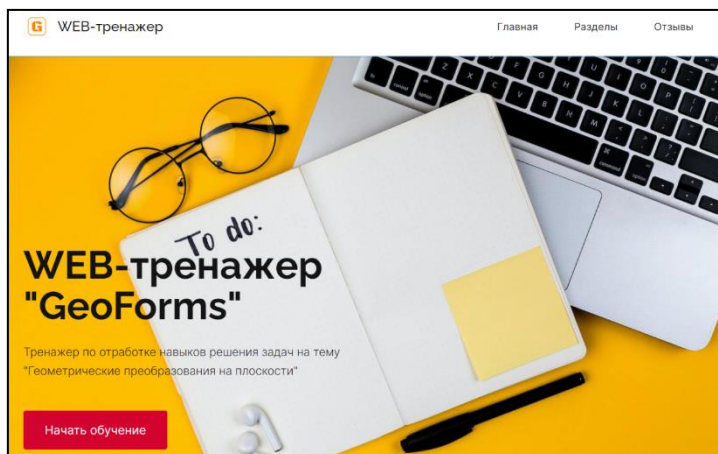 G WEB-тренажер Главная Разделы Отзывы
To do:
WEB-тренажер
"GeoForms"
Тренажер по отработке навыков решения задач на тему
"Геометрические преобразования на плоскости"
Начать обучение